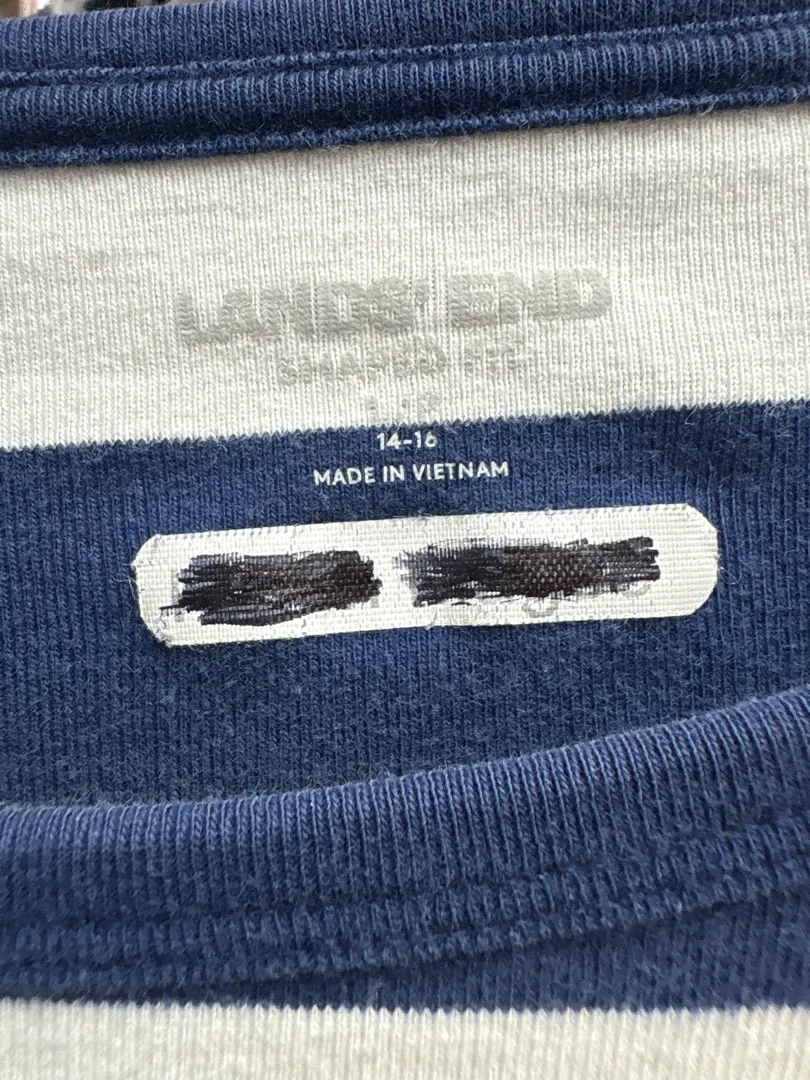 LANDS' END
SHAPED FIT
14-16
MADE IN VIETNAM